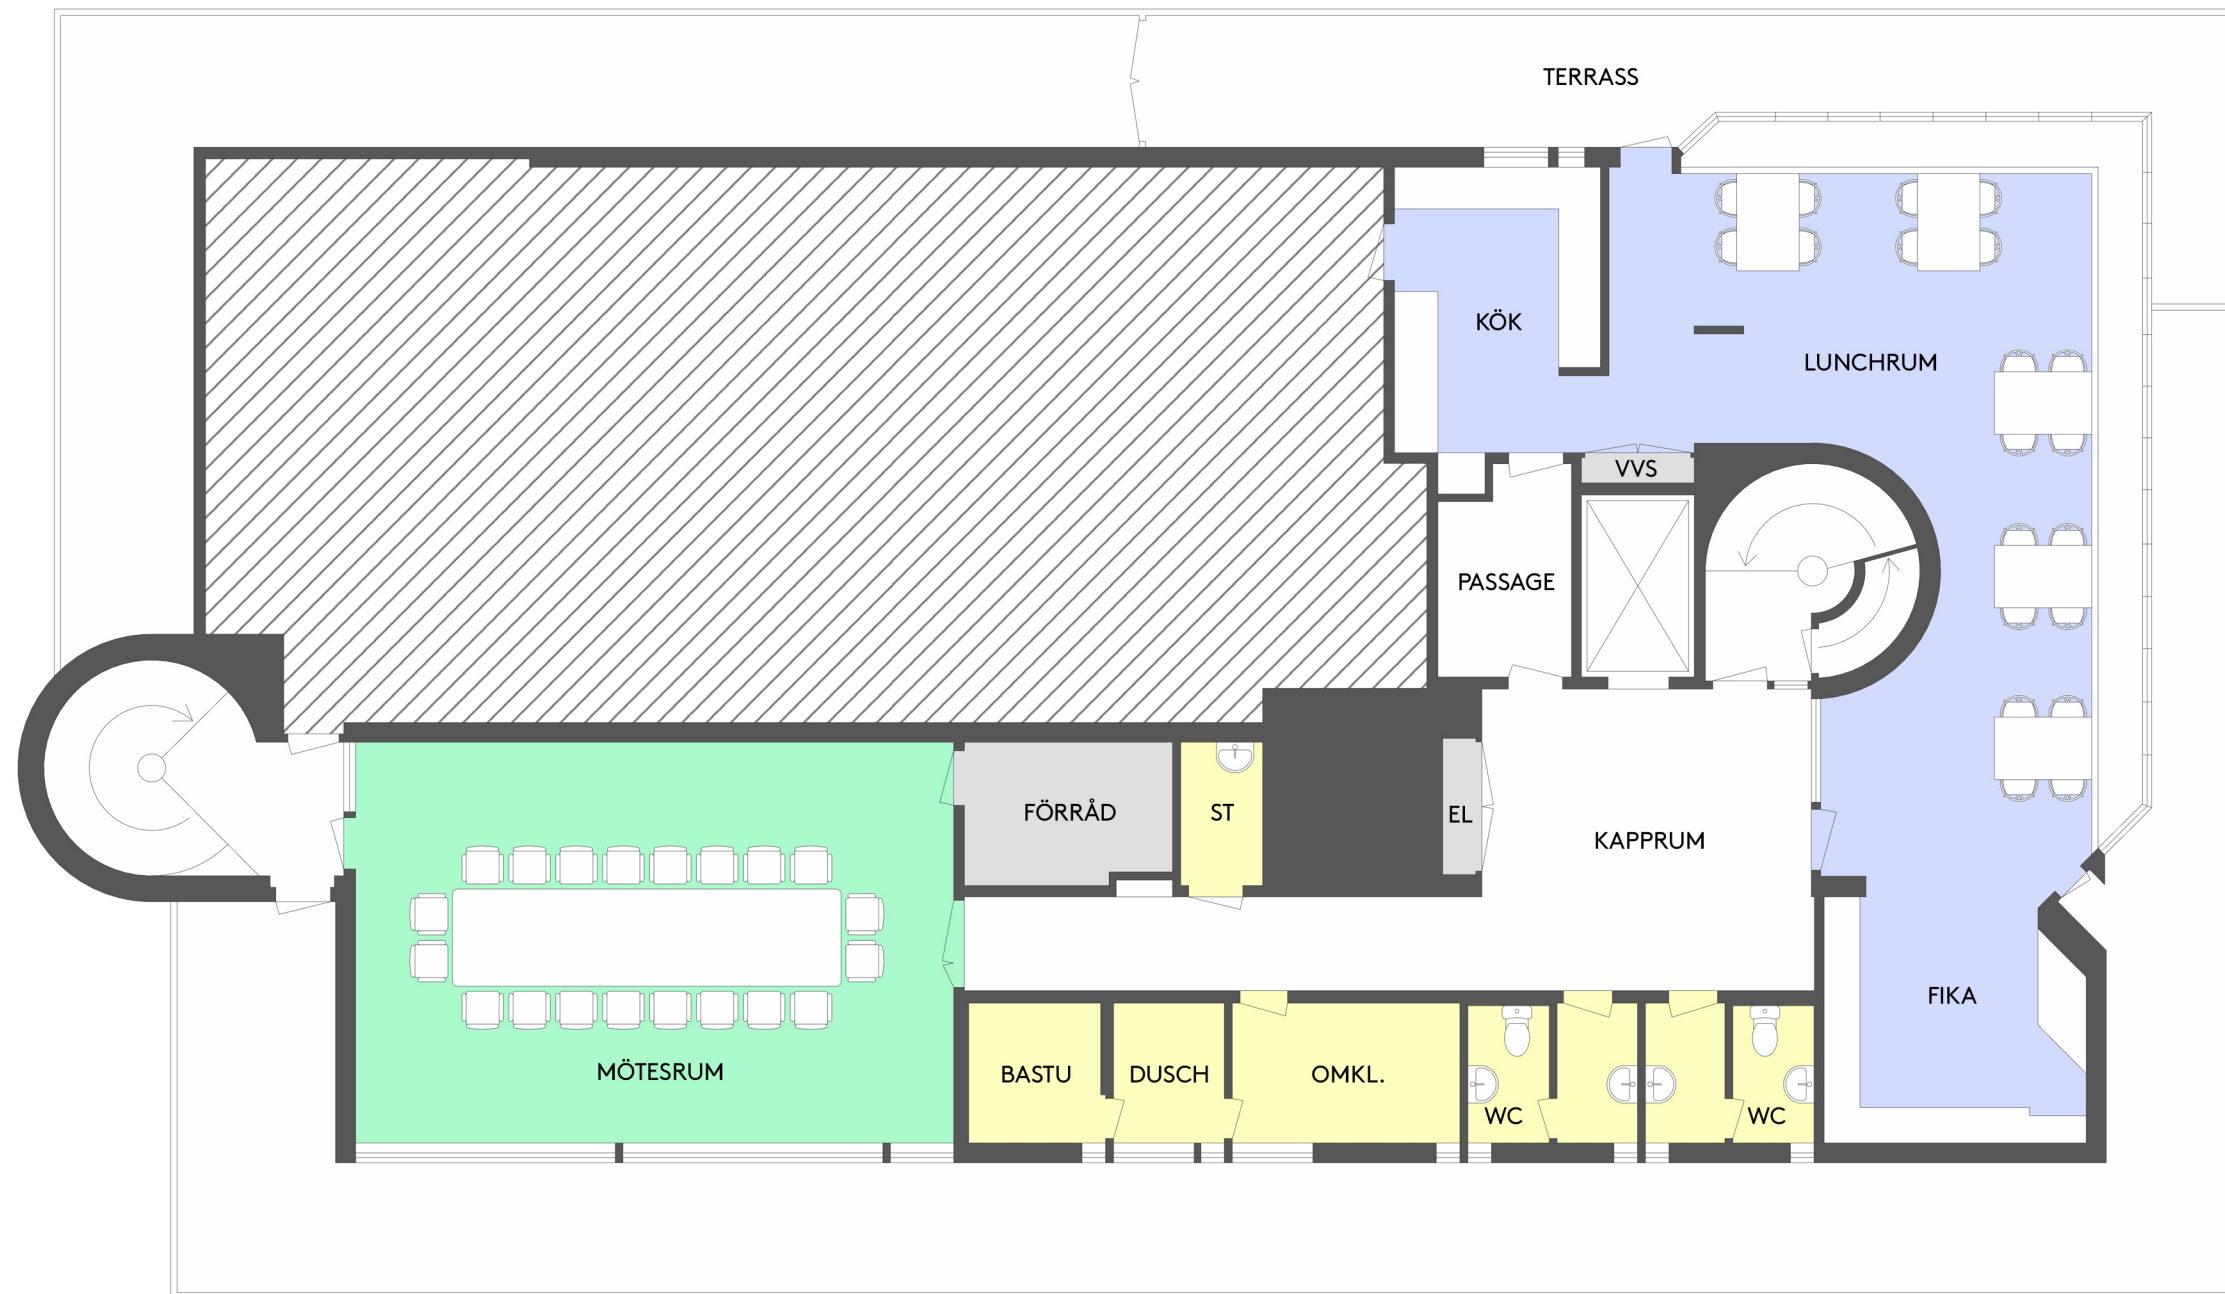 TERRASS
KÖK
LUNCHRUM
VVS
PASSAGE
FÖRRÅD
ST
EL
KAPPRUM
FIKA
MÖTESRUM
BASTU
DUSCH
OMKL.
WC
WC